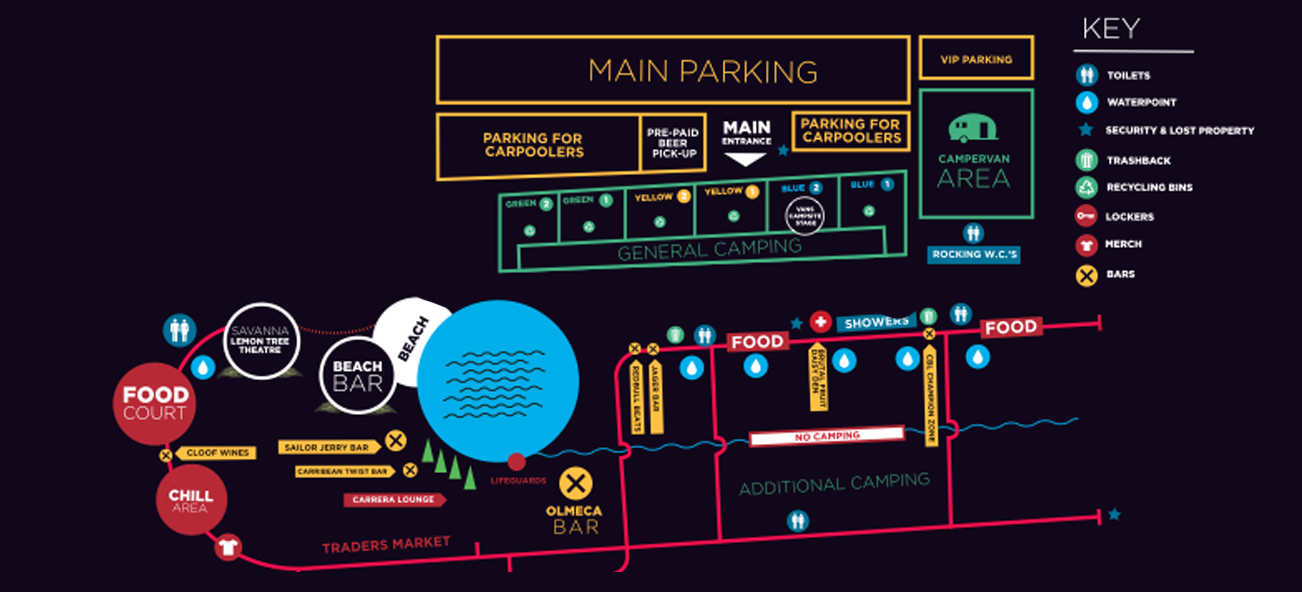 KEY
TOILETS
WATERPOINT
SECURITY & LOST PROPERTY
TRASHBACK
RECYCLING BINS
LOCKERS
MERCH
BARS
MAIN PARKING
VIP PARKING
PARKING FOR
CARPOOLERS
PRE-PAID
BEER
PICK-UP
MAIN
ENTRANCE
PARKING FOR
CARPOOLERS
CAMPERVAN
AREA
GREEN 2
GREEN 1
YELLOW 2
YELLOW 1
BLUE 2
BLUE 1
VANS
CAMPSITE
STAGE
GENERAL CAMPING
ROCKING W.C.'S
SAVANNA
LEMON TREE
THEATRE
BEACH
BEACH
BAR
FOOD
COURT
CLOOF WINES
SAILOR JERRY BAR
CARRIBEAN TWIST BAR
CARRERA LOUNGE
CHILL
AREA
TRADERS MARKET
LIFEGUARDS
OLMECA
BAR
REDBULL BEATS
JAGER BAR
FOOD
SHOWERS
FOOD
BRUTAL FRUIT
DAISY DEN
CBL CHAMPION ZONE
NO CAMPING
ADDITIONAL CAMPING